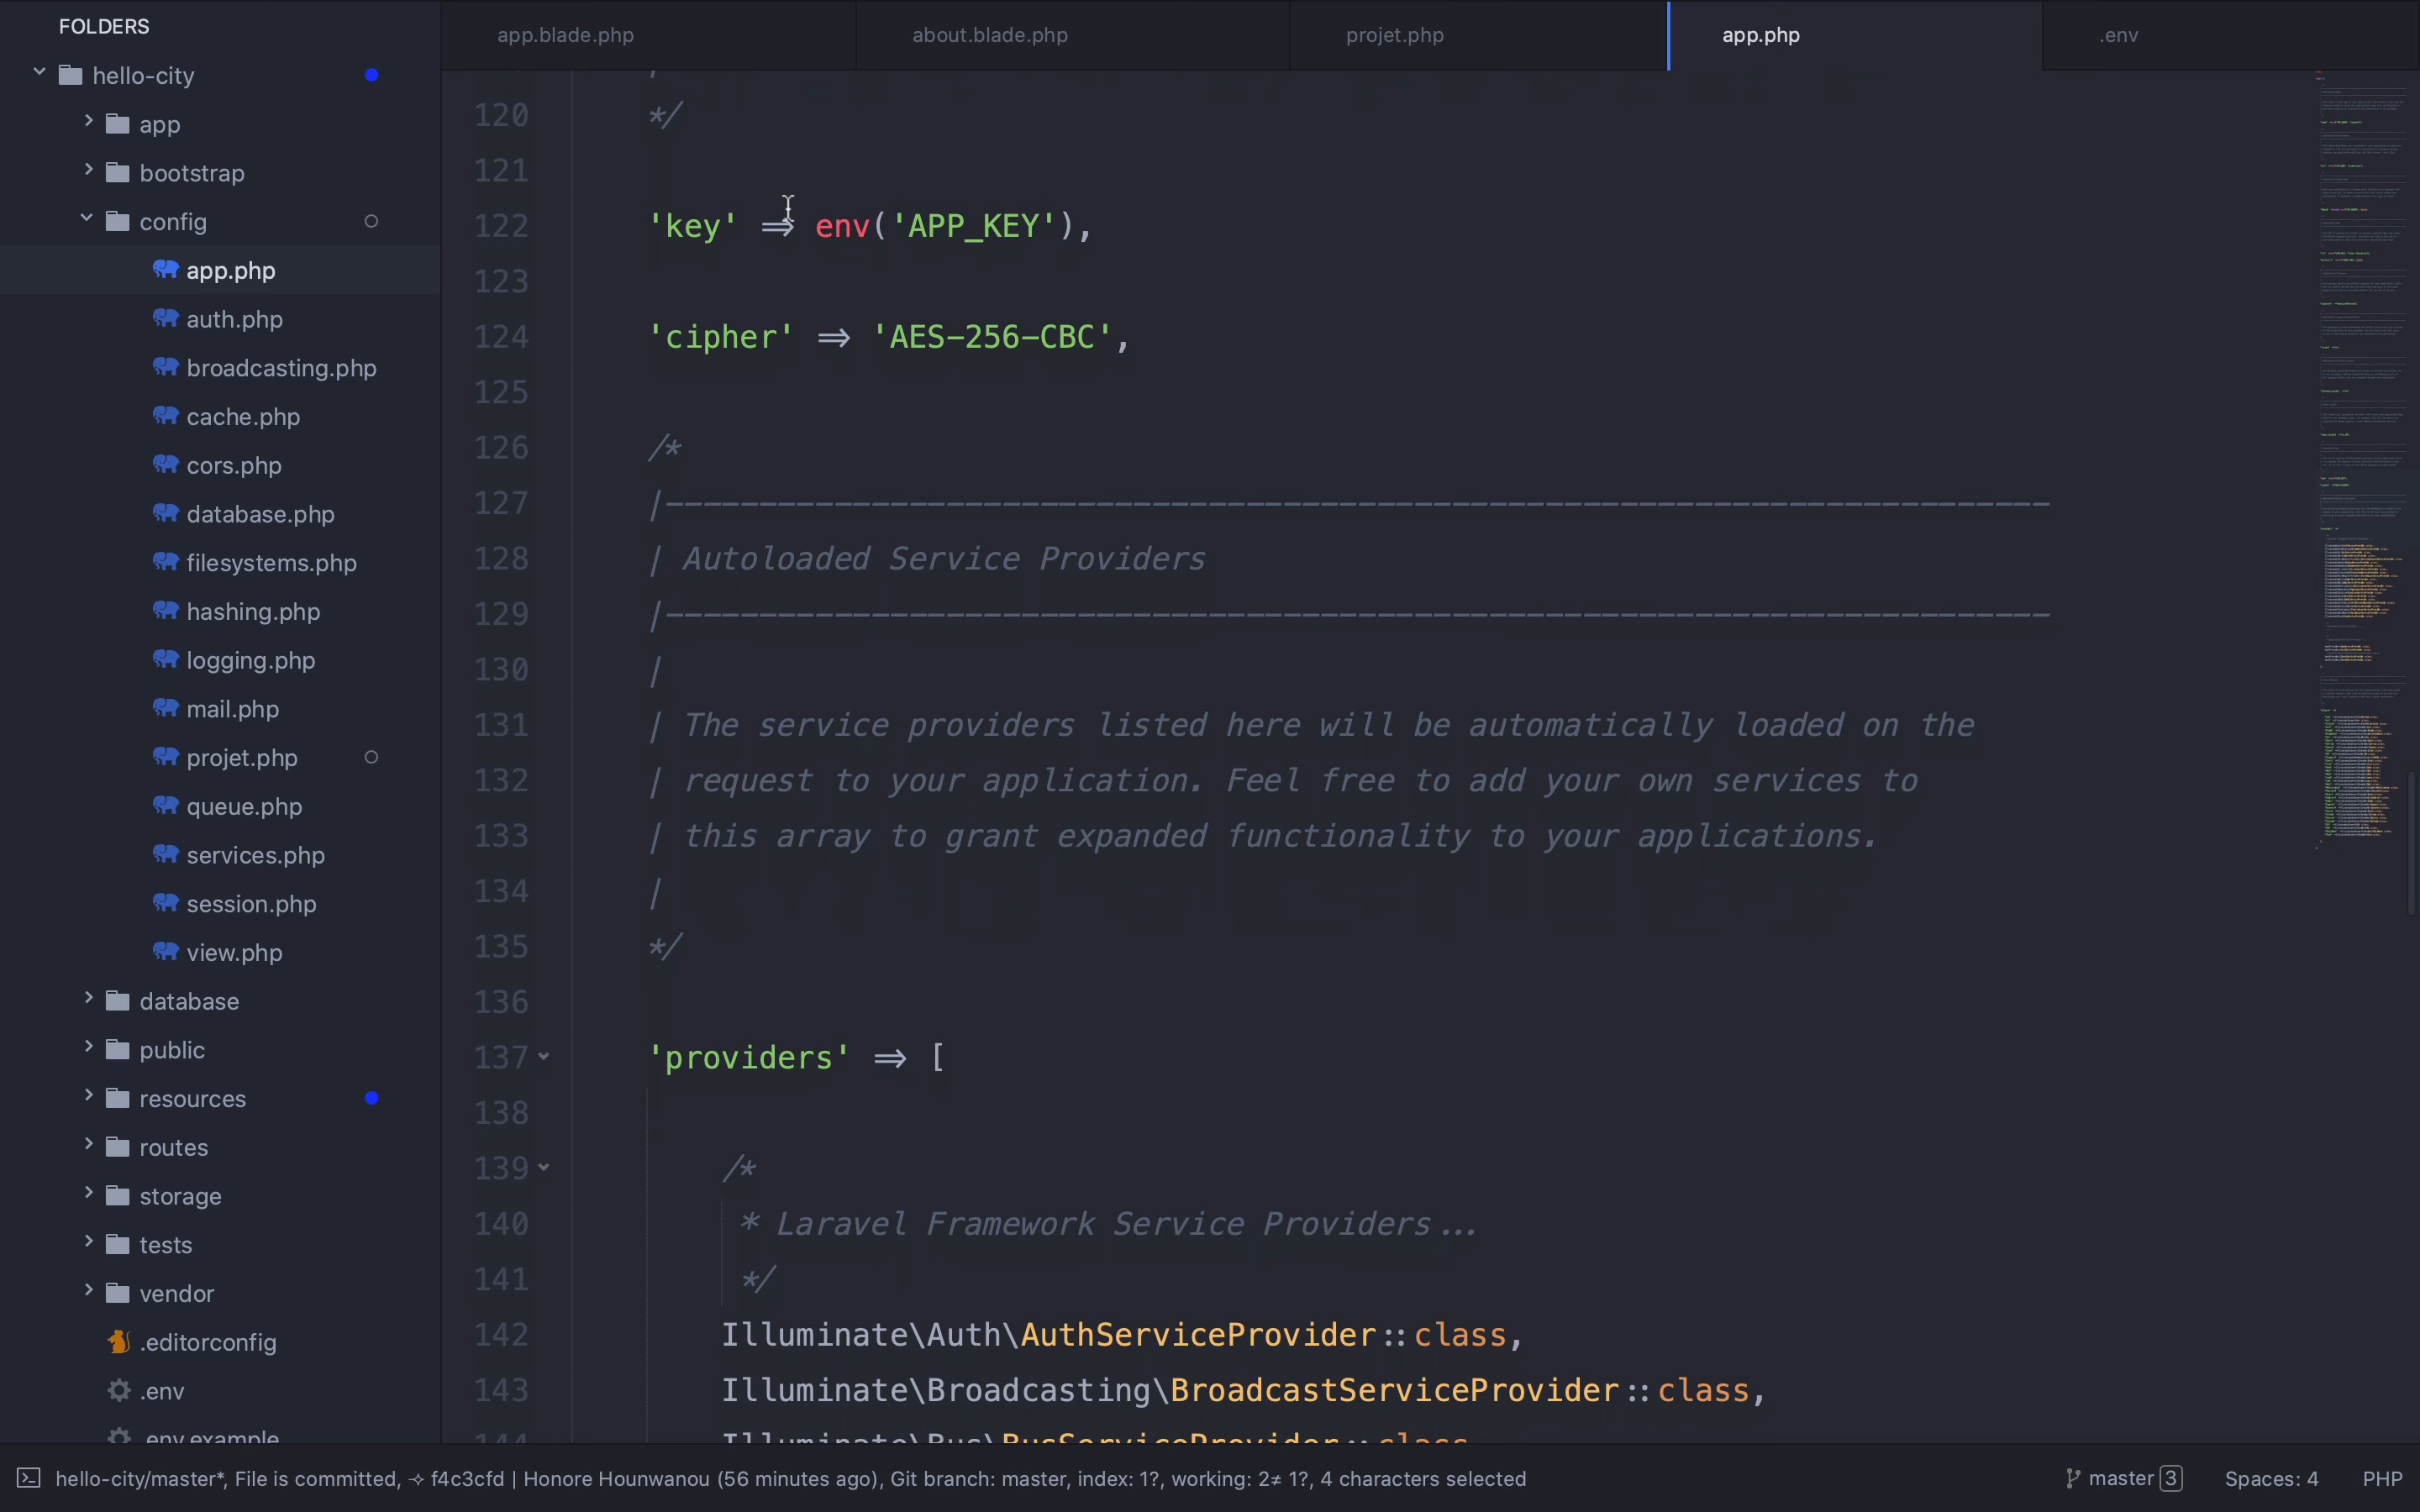 FOLDERS
hello-city
app
bootstrap
config
app.php
auth.php
broadcasting.php
cache.php
cors.php
database.php
filesystems.php
hashing.php
logging.php
mail.php
projet.php
queue.php
services.php
session.php
view.php
database
public
resources
routes
storage
tests
vendor
.editorconfig
.env
.env.example
app.blade.php about.blade.php projet.php app.php .env
120 */
121
122 'key' => env('APP_KEY'),
123
124 'cipher' => 'AES-256-CBC',
125
126 /*
127 |--------------------------------------------------------------------------
128 | Autoloaded Service Providers
129 |--------------------------------------------------------------------------
130 |
131 | The service providers listed here will be automatically loaded on the
132 | request to your application. Feel free to add your own services to
133 | this array to grant expanded functionality to your applications.
134 |
135 */
136
137 'providers' => [
138
139 /*
140 * Laravel Framework Service Providers...
141 */
142 Illuminate\Auth\AuthServiceProvider::class,
143 Illuminate\Broadcasting\BroadcastServiceProvider::class,
144 Illuminate\Bus\BusServiceProvider::class
hello-city/master*, File is committed, ⟢ f4c3cfd | Honore Hounwanou (56 minutes ago), Git branch: master, index: 1?, working: 2≠ 1?, 4 characters selected
master 3 Spaces: 4 PHP